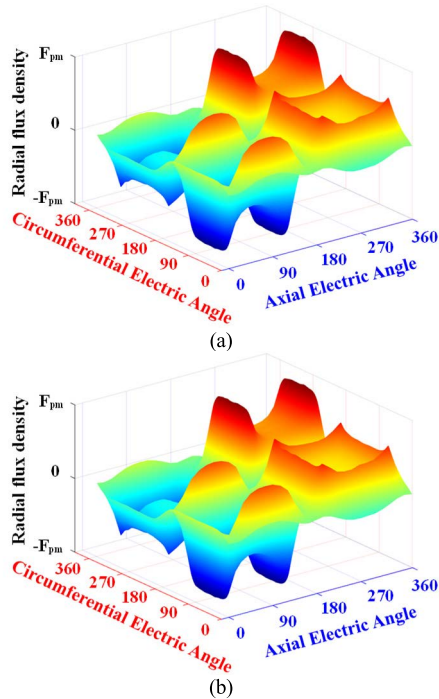 Radial flux density
Fpm
0
-Fpm
360
270
180
90
0
Circumferential Electric Angle
0
90
180
270
360
Axial Electric Angle
(a)
Radial flux density
Fpm
0
-Fpm
360
270
180
90
0
Circumferential Electric Angle
0
90
180
270
360
Axial Electric Angle
(b)